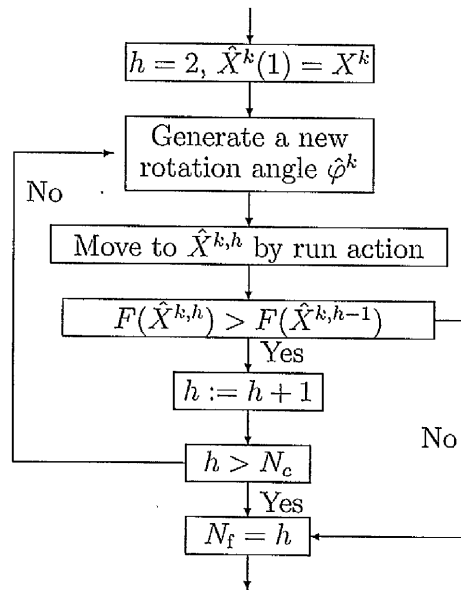 h = 2, X̂^k(1) = X^k
Generate a new
rotation angle φ̂^k
No
Move to X̂^{k,h} by run action
F(X̂^{k,h}) > F(X̂^{k,h−1})
Yes
h := h + 1
No
h > N_c
Yes
N_f = h